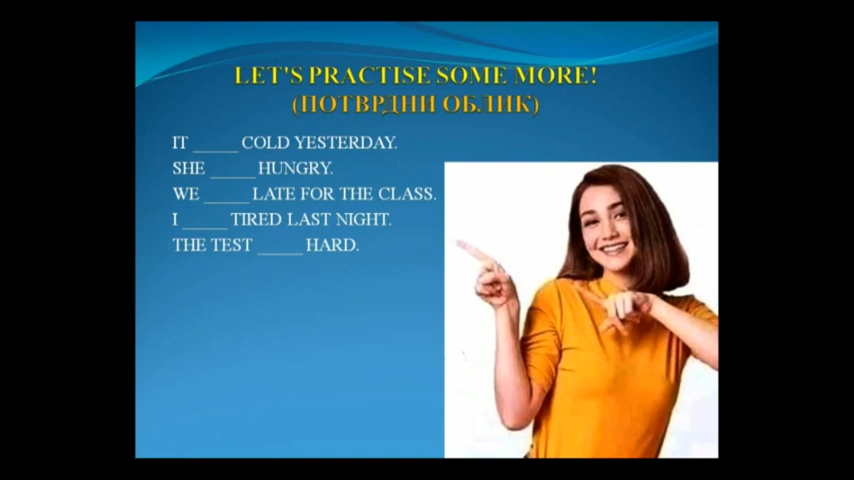 LET'S PRACTISE SOME MORE!
(ПОТВРДНИ ОБЛИК)
IT _____ COLD YESTERDAY.
SHE _____ HUNGRY.
WE _____ LATE FOR THE CLASS.
I _____ TIRED LAST NIGHT.
THE TEST _____ HARD.